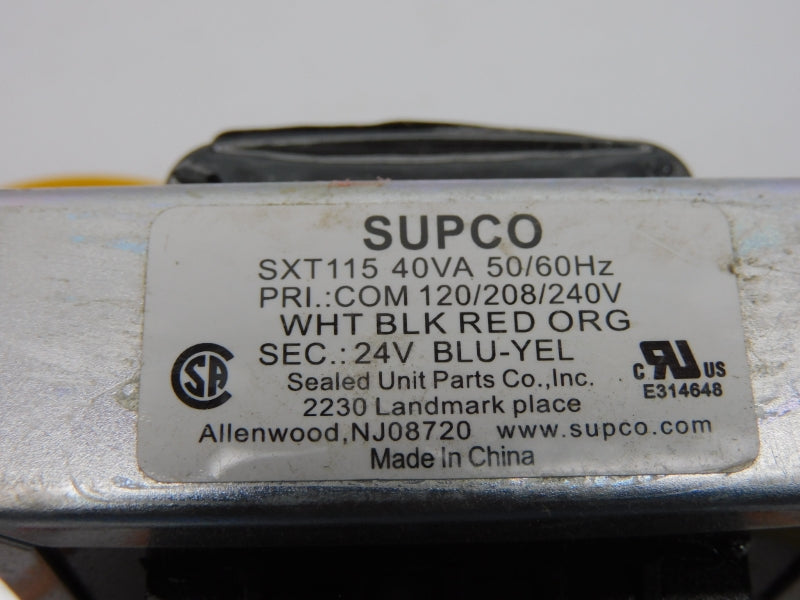 SUPCO
SXT115 40VA 50/60Hz
PRI.:COM 120/208/240V
WHT BLK RED ORG
SEC.: 24V BLU-YEL
SA
C RU US
E314648
Sealed Unit Parts Co.,Inc.
2230 Landmark place
Allenwood,NJ08720 www.supco.com
Made In China